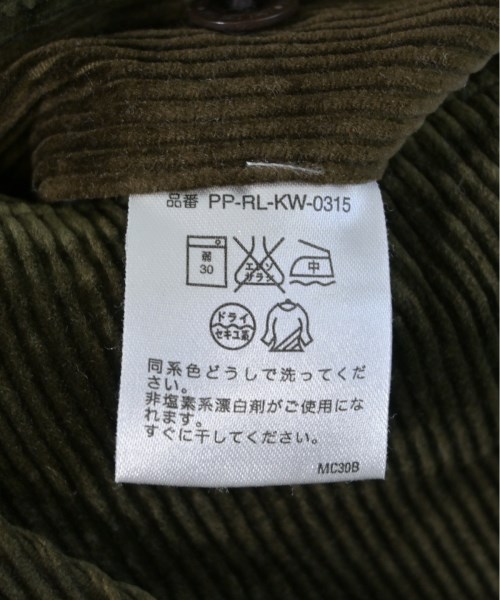 品番 PP-RL-KW-0315
弱
30
エンソ
サラシ
中
ドライ
セキユ系
同系色どうしで洗ってくだ
さい。
非塩素系漂白剤がご使用にな
れます。
すぐに干してください。
MC30B